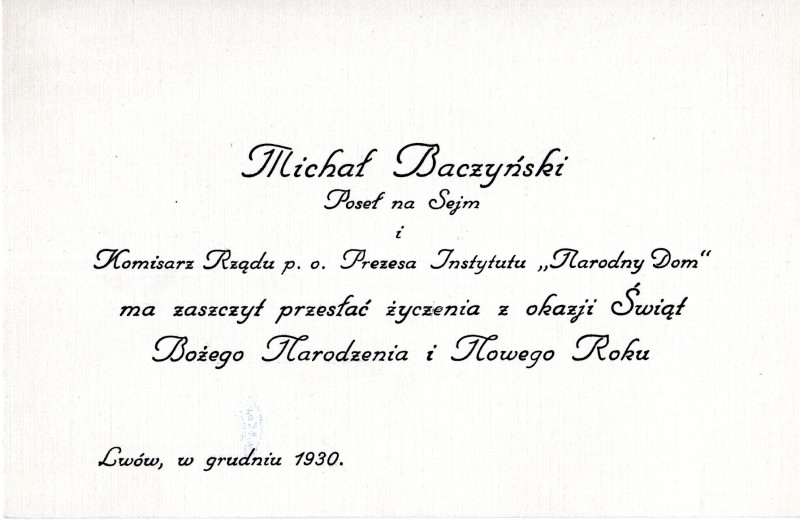 Michał Baczyński
Poseł na Sejm
i
Komisarz Rządu p. o. Prezesa Instytutu „Narodny Dom“
ma zaszczyt przesłać życzenia z okazji Świąt
Bożego Narodzenia i Nowego Roku
Lwów, w grudniu 1930.